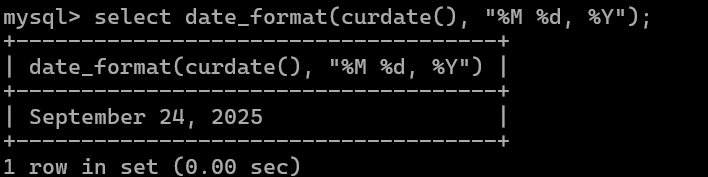 mysql> select date_format(curdate(), "%M %d, %Y");
+-------------------------------------+
| date_format(curdate(), "%M %d, %Y") |
+-------------------------------------+
| September 24, 2025                  |
+-------------------------------------+
1 row in set (0.00 sec)